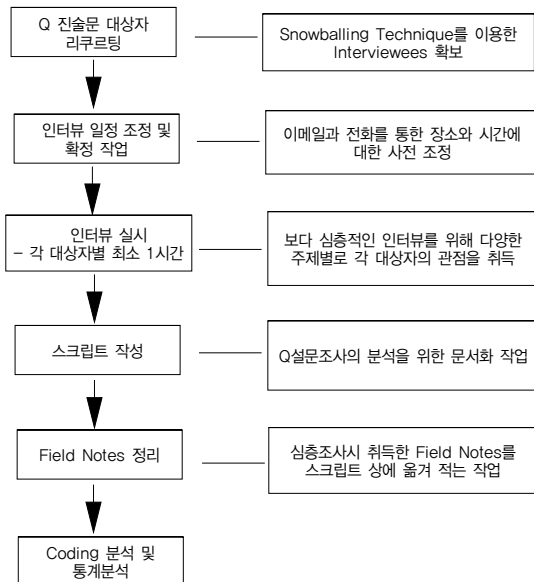 Q 진술문 대상자
리쿠르팅
Snowballing Technique를 이용한
Interviewees 확보
인터뷰 일정 조정 및
확정 작업
이메일과 전화를 통한 장소와 시간에
대한 사전 조정
인터뷰 실시
- 각 대상자별 최소 1시간
보다 심층적인 인터뷰를 위해 다양한
주제별로 각 대상자의 관점을 취득
스크립트 작성
Q설문조사의 분석을 위한 문서화 작업
Field Notes 정리
심층조사시 취득한 Field Notes를
스크립트 상에 옮겨 적는 작업
Coding 분석 및
통계분석